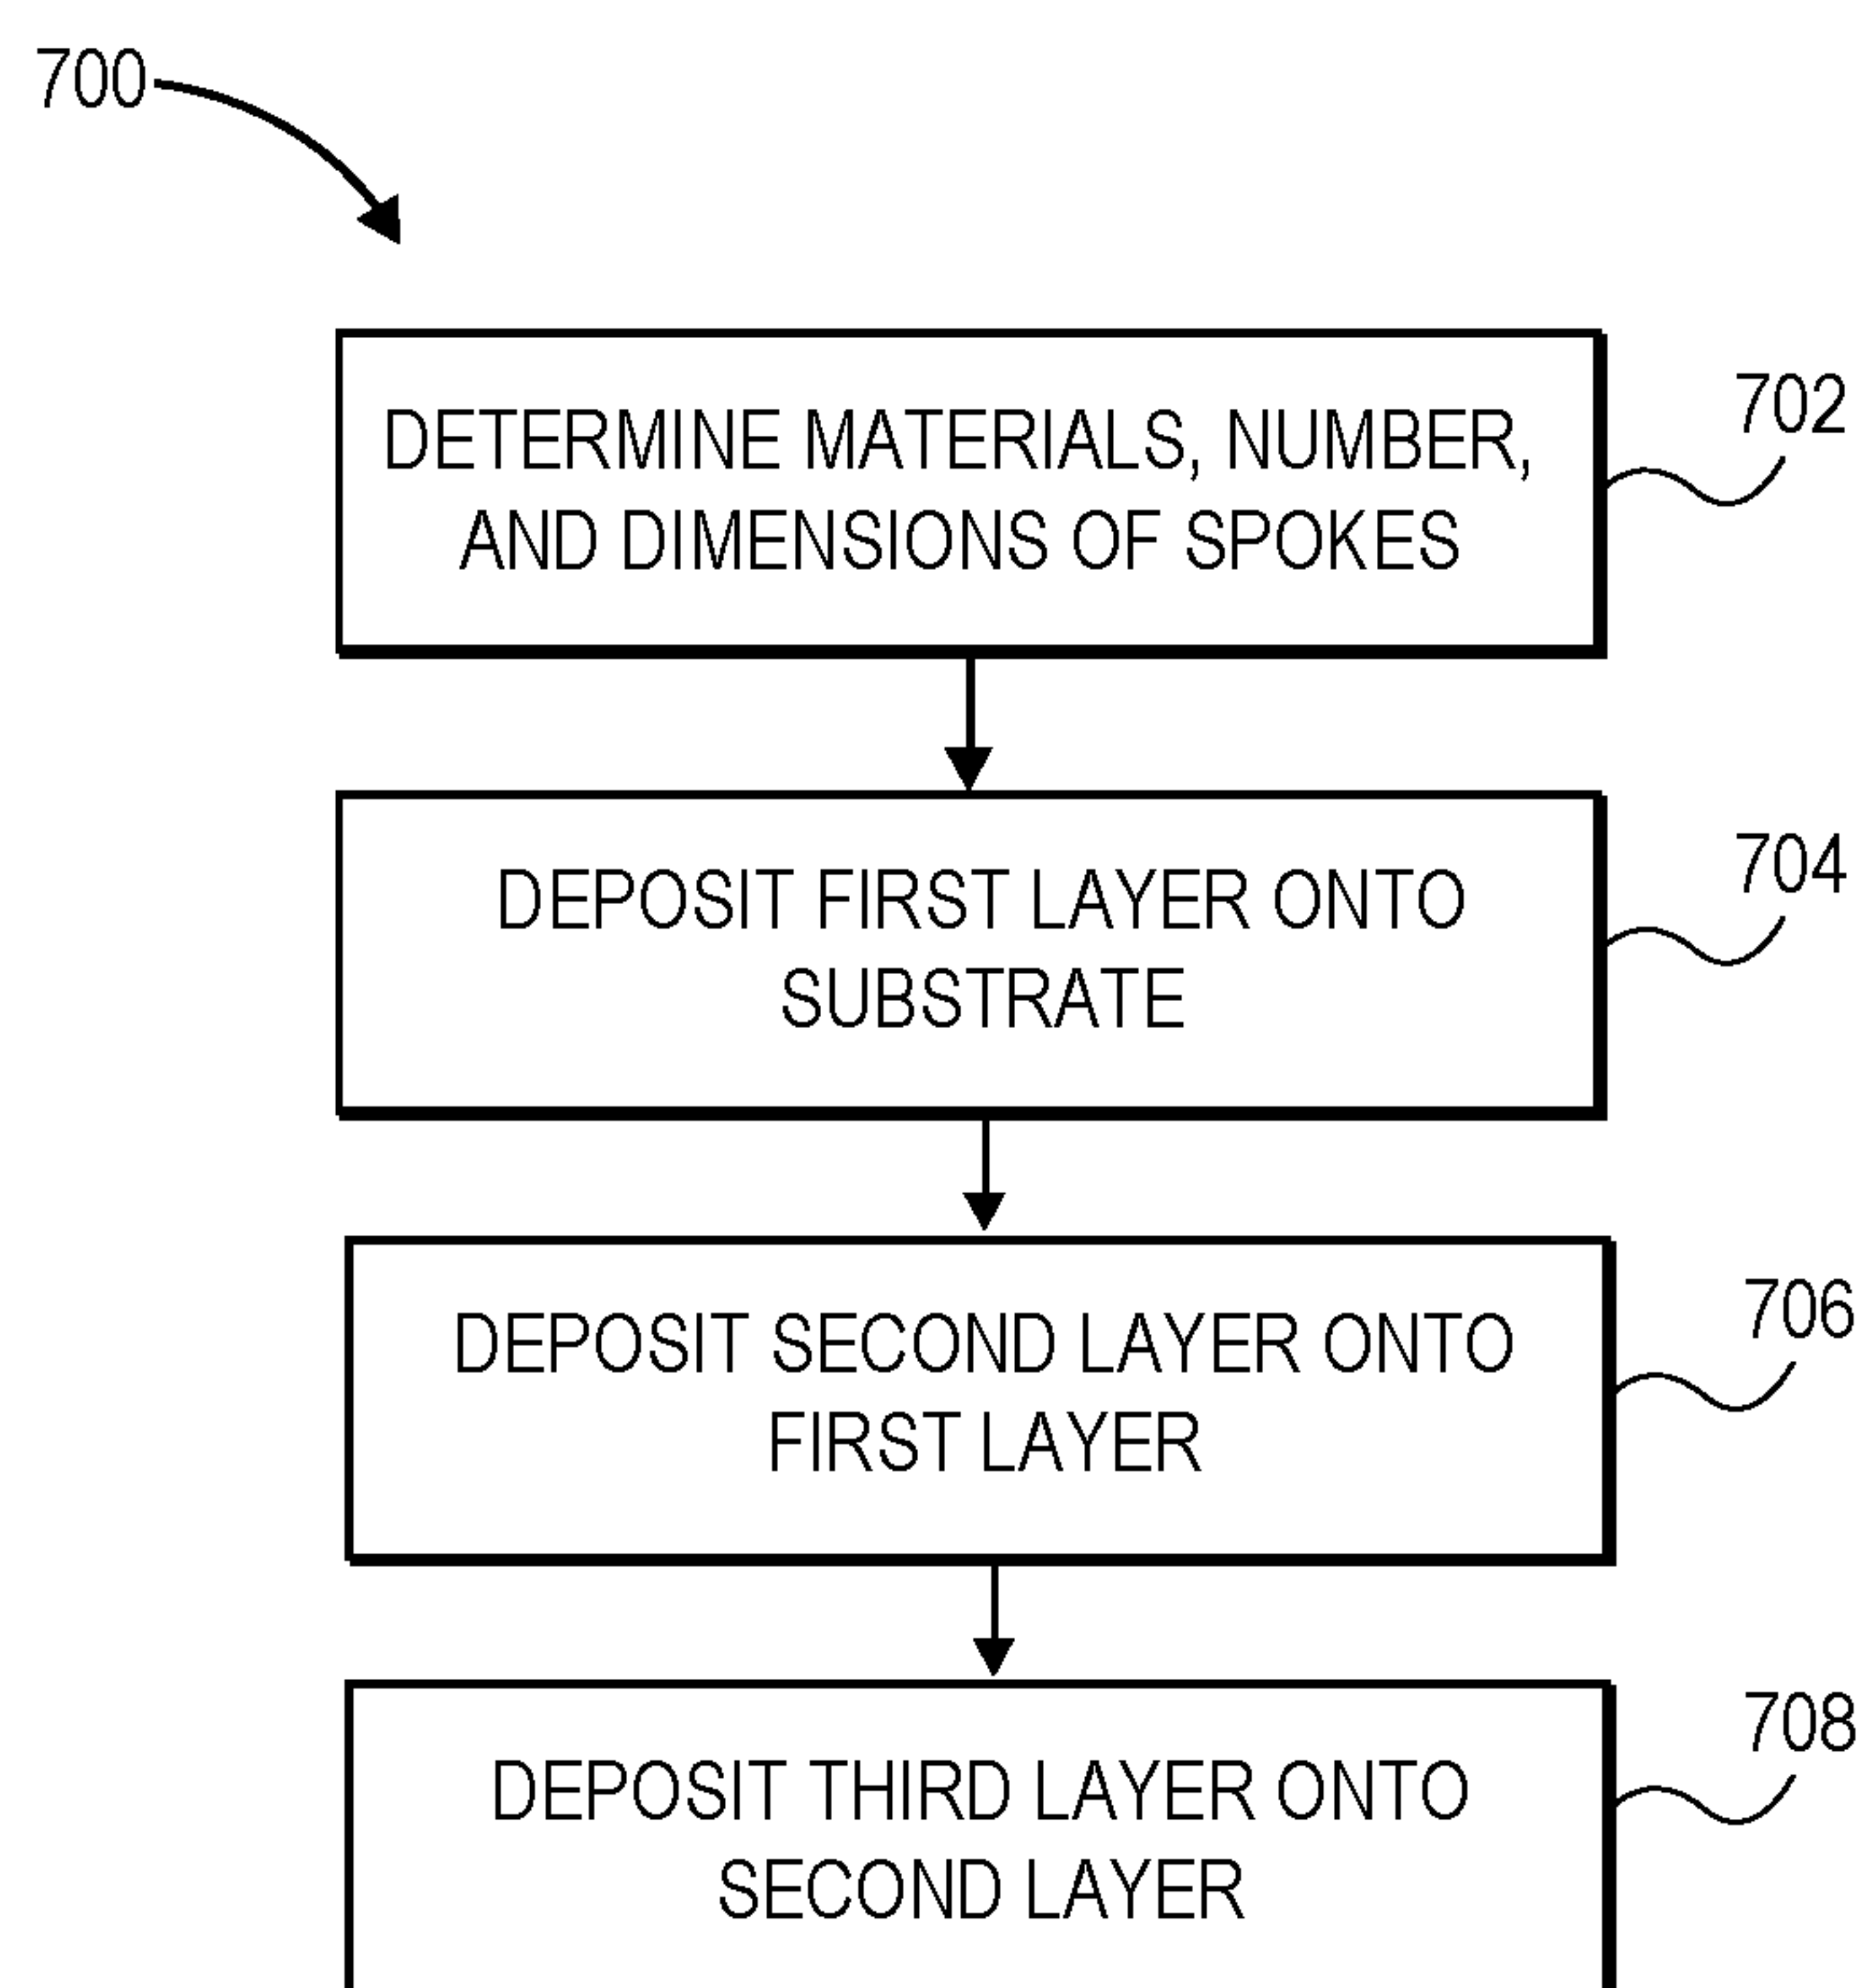 700
DETERMINE MATERIALS, NUMBER,
AND DIMENSIONS OF SPOKES
702
DEPOSIT FIRST LAYER ONTO
SUBSTRATE
704
DEPOSIT SECOND LAYER ONTO
FIRST LAYER
706
DEPOSIT THIRD LAYER ONTO
SECOND LAYER
708